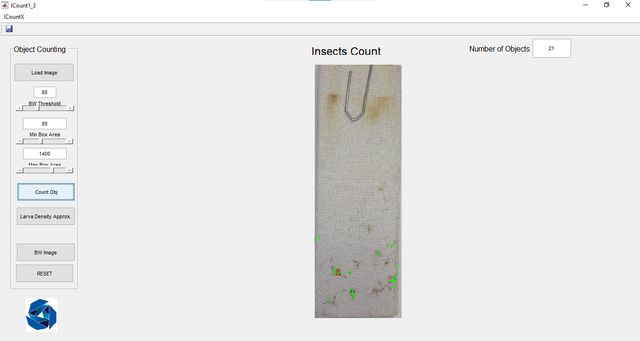 ICount1_3
ICountX
Object Counting
Load Image
80
BW Threshold
80
Min Box Area
1400
Max Box Area
Count Obj
Larva Density Approx.
BW Image
RESET
Insects Count
Number of Objects
21